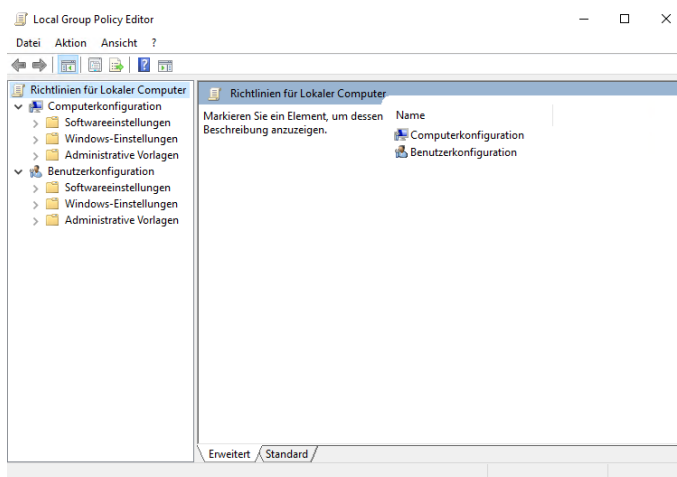 Local Group Policy Editor
Datei Aktion Ansicht ?
Richtlinien für Lokaler Computer
Computerkonfiguration
Softwareeinstellungen
Windows-Einstellungen
Administrative Vorlagen
Benutzerkonfiguration
Softwareeinstellungen
Windows-Einstellungen
Administrative Vorlagen
Richtlinien für Lokaler Computer
Markieren Sie ein Element, um dessen
Beschreibung anzuzeigen.
Name
Computerkonfiguration
Benutzerkonfiguration
Erweitert Standard